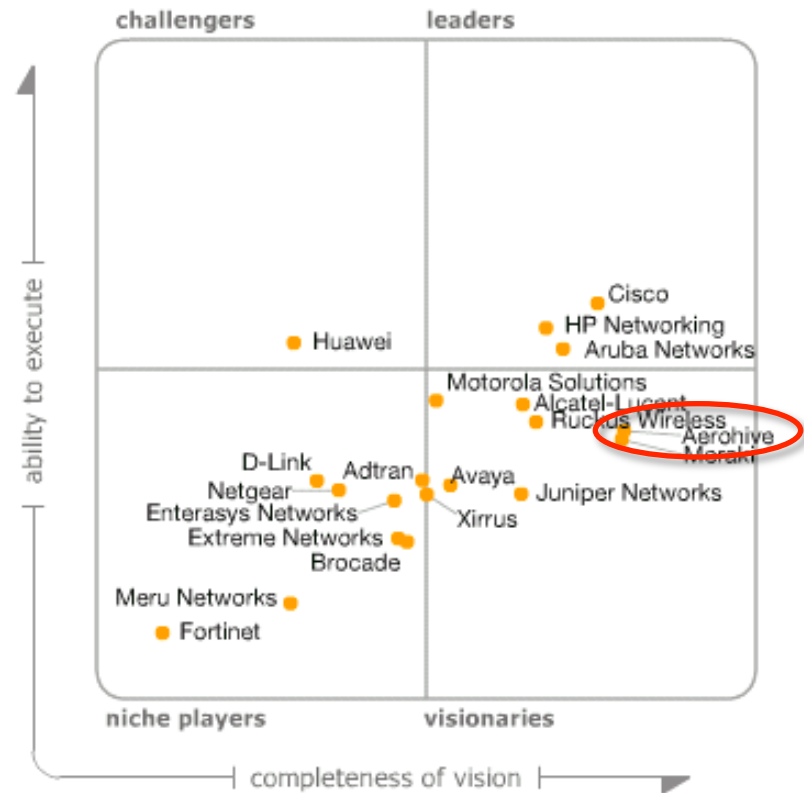 challengers
leaders
ability to execute
Cisco
HP Networking
Huawei
Aruba Networks
Motorola Solutions
Alcatel-Lucent
Ruckus Wireless
Aerohive
Meraki
D-Link
Adtran
Avaya
Netgear
Juniper Networks
Enterasys Networks
Xirrus
Extreme Networks
Brocade
Meru Networks
Fortinet
niche players
visionaries
completeness of vision